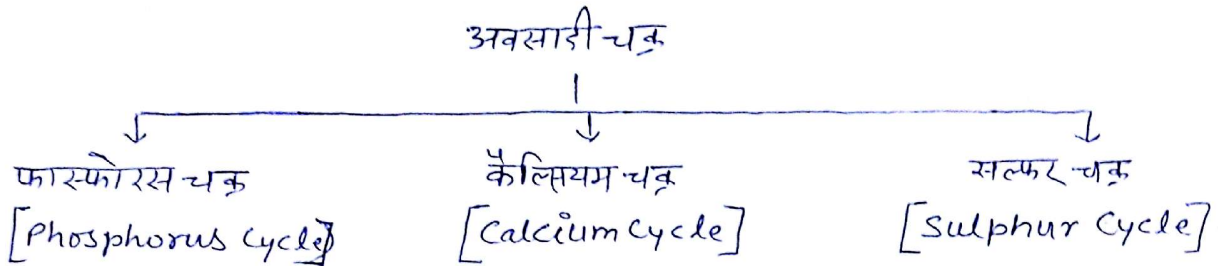 अवसादी चक्र
फास्फोरस चक्र कैल्सियम चक्र सल्फर चक्र
[Phosphorus Cycle] [Calcium Cycle] [Sulphur Cycle]